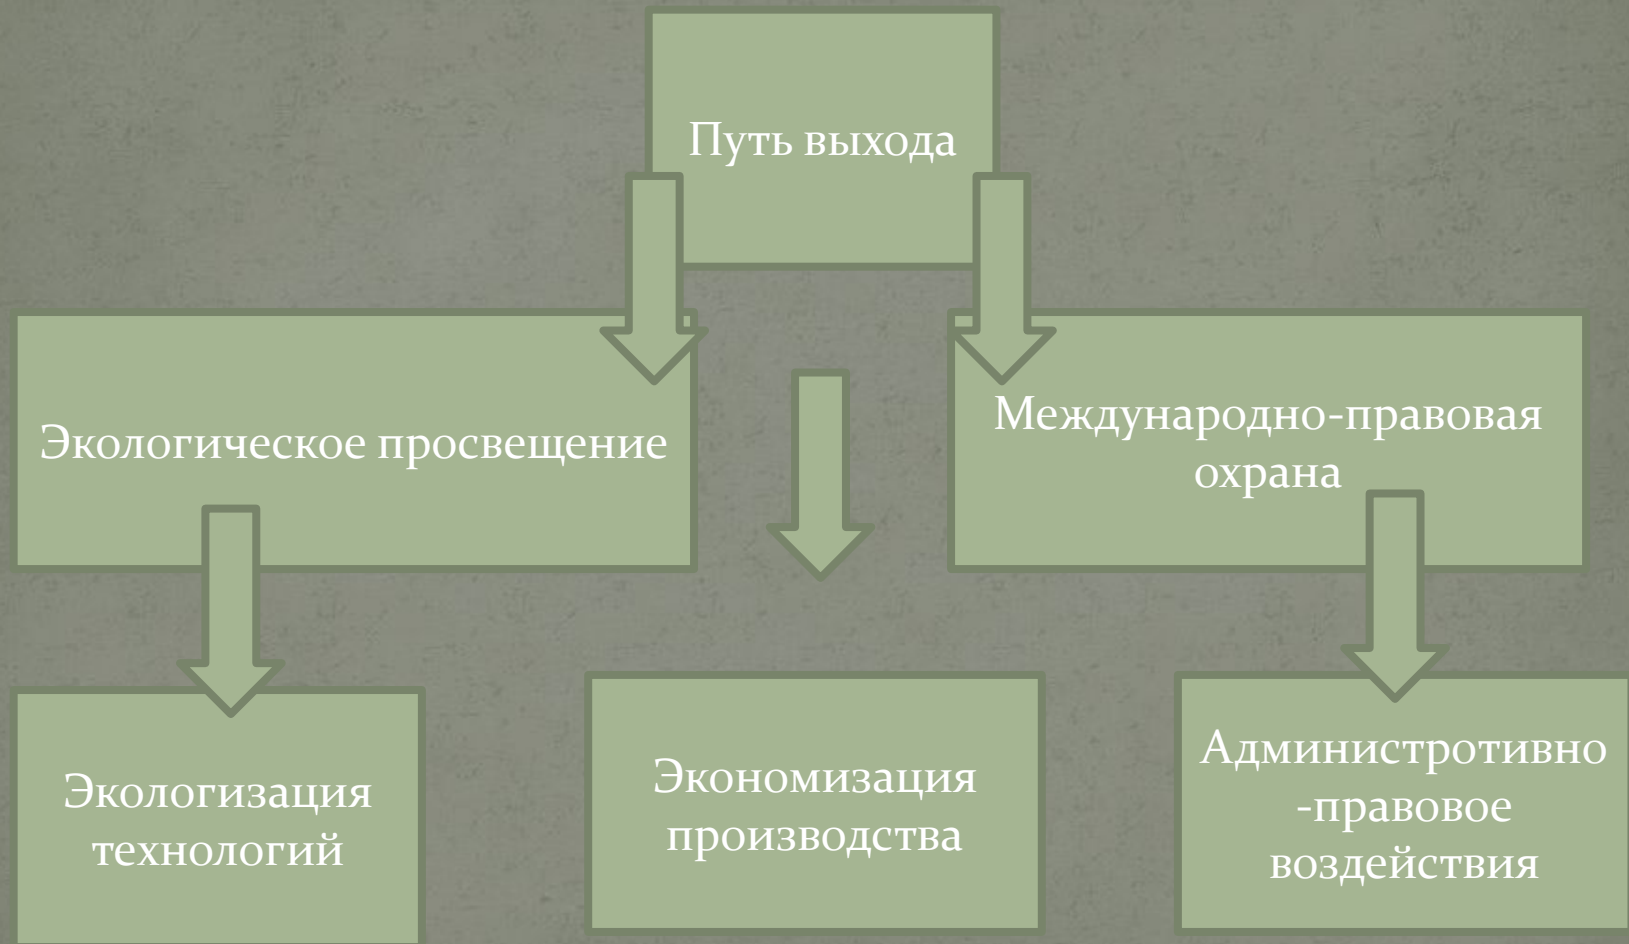 Путь выхода
Экологическое просвещение
Международно-правовая
охрана
Экологизация
технологий
Экономизация
производства
Администротивно
-правовое
воздействия